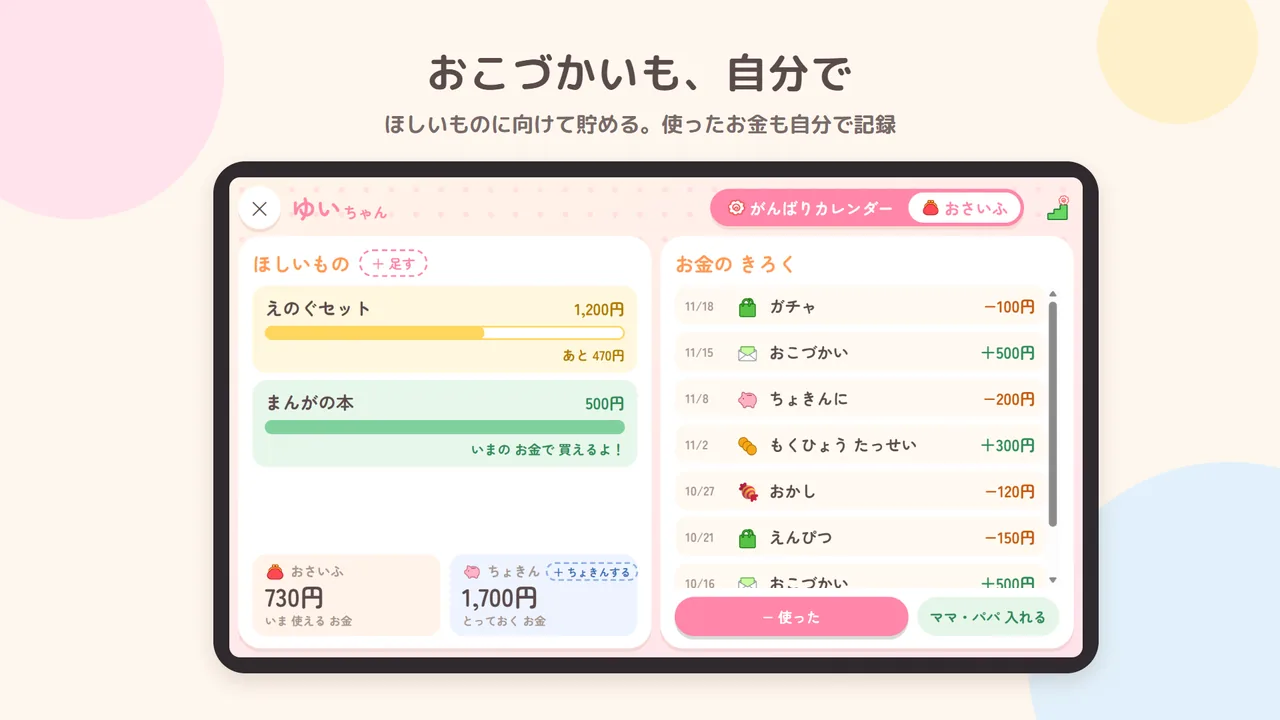 おこづかいも、自分で
ほしいものに向けて貯める。使ったお金も自分で記録
ゆいちゃん
がんばりカレンダー
おさいふ
ほしいもの
＋ 足す
えのぐセット 1,200円
あと 470円
まんがの本 500円
いまの お金で 買えるよ！
おさいふ
730円
いま 使える お金
ちょきん ＋ ちょきんする
1,700円
とっておく お金
お金の きろく
11/18 ガチャ −100円
11/15 おこづかい ＋500円
11/8 ちょきんに −200円
11/2 もくひょう たっせい ＋300円
10/27 おかし −120円
10/21 えんぴつ −150円
10/16 おこづかい ＋500円
− 使った
ママ・パパ 入れる